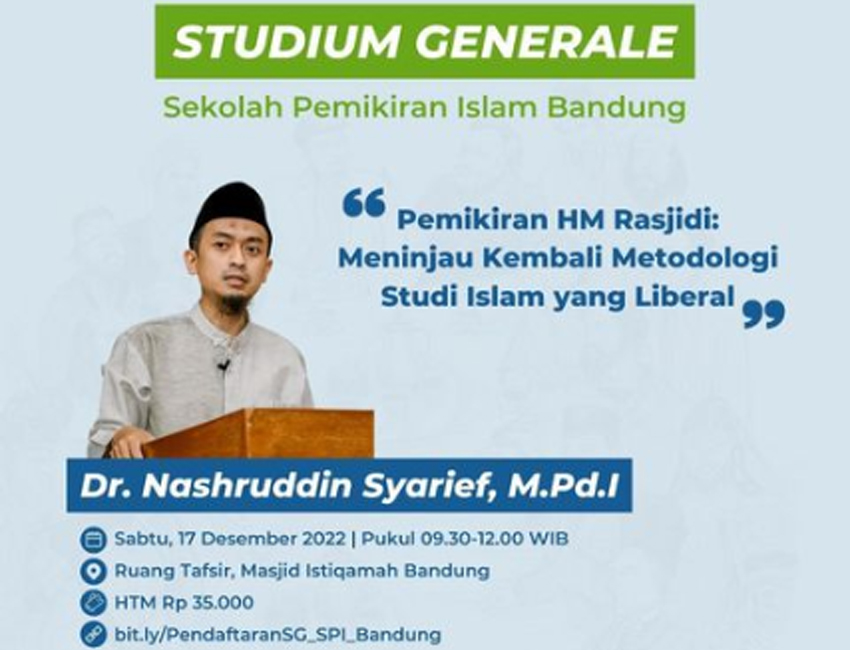 STUDIUM GENERALE
Sekolah Pemikiran Islam Bandung
“ Pemikiran HM Rasjidi:
Meninjau Kembali Metodologi
Studi Islam yang Liberal ”
Dr. Nashruddin Syarief, M.Pd.I
Sabtu, 17 Desember 2022 | Pukul 09.30-12.00 WIB
Ruang Tafsir, Masjid Istiqamah Bandung
HTM Rp 35.000
bit.ly/PendaftaranSG_SPI_Bandung